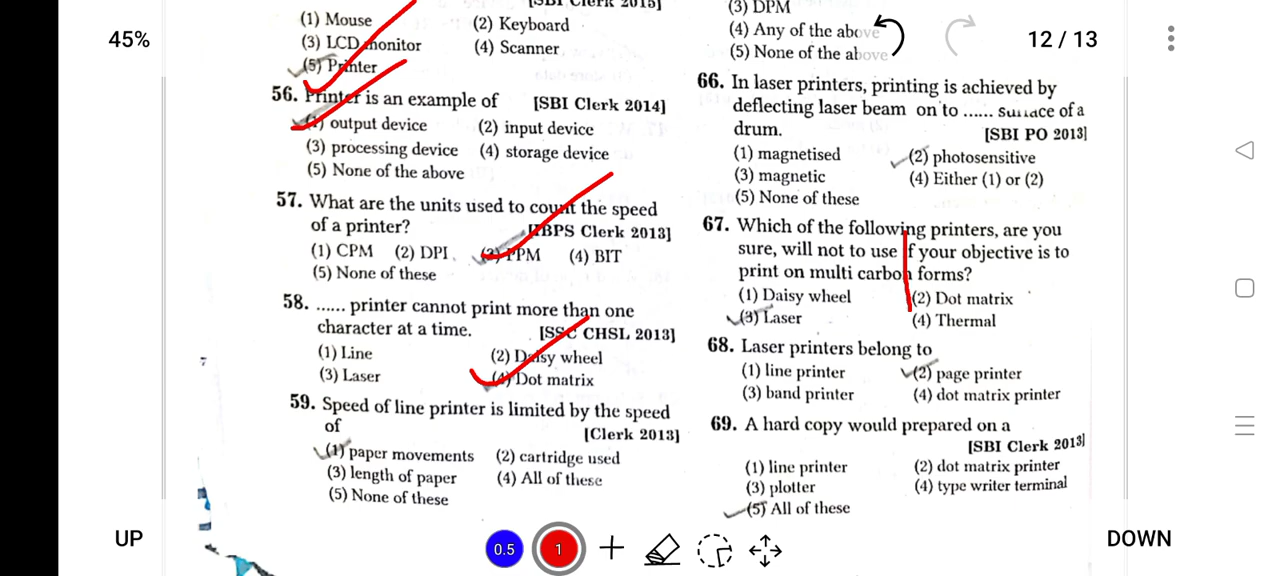 45%
12 / 13
[SBI Clerk 2015]
(1) Mouse (2) Keyboard
(3) LCD monitor (4) Scanner
(5) Printer
56. Printer is an example of [SBI Clerk 2014]
(1) output device (2) input device
(3) processing device (4) storage device
(5) None of the above
57. What are the units used to count the speed
of a printer? [IBPS Clerk 2013]
(1) CPM (2) DPI (3) PPM (4) BIT
(5) None of these
58. ...... printer cannot print more than one
character at a time. [SSC CHSL 2013]
(1) Line (2) Daisy wheel
(3) Laser (4) Dot matrix
59. Speed of line printer is limited by the speed
of [Clerk 2013]
(1) paper movements (2) cartridge used
(3) length of paper (4) All of these
(5) None of these
(3) DPM
(4) Any of the above
(5) None of the above
66. In laser printers, printing is achieved by
deflecting laser beam on to ...... surface of a
drum. [SBI PO 2013]
(1) magnetised (2) photosensitive
(3) magnetic (4) Either (1) or (2)
(5) None of these
67. Which of the following printers, are you
sure, will not to use if your objective is to
print on multi carbon forms?
(1) Daisy wheel (2) Dot matrix
(3) Laser (4) Thermal
68. Laser printers belong to
(1) line printer (2) page printer
(3) band printer (4) dot matrix printer
69. A hard copy would prepared on a
[SBI Clerk 2013]
(1) line printer (2) dot matrix printer
(3) plotter (4) type writer terminal
(5) All of these
UP
0.5
1
DOWN